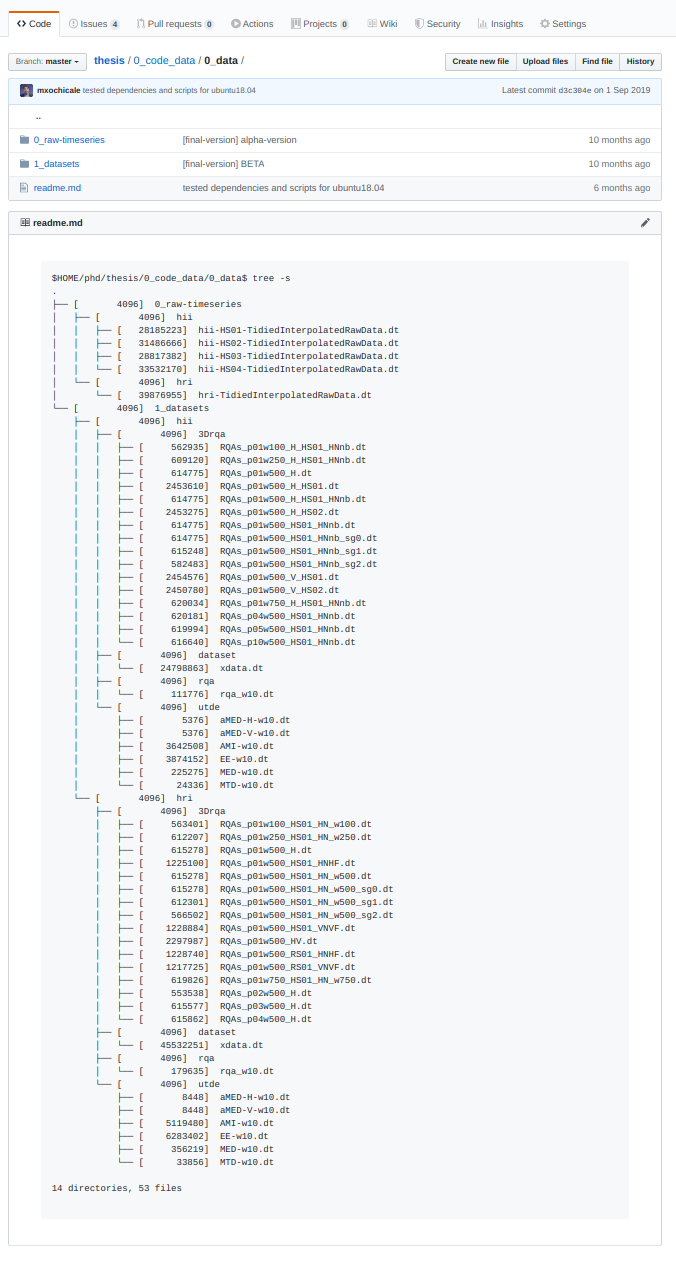 Code Issues 4 Pull requests 0 Actions Projects 0 Wiki Security Insights Settings
Branch: master thesis / 0_code_data / 0_data / Create new file Upload files Find file History
mxochicale tested dependencies and scripts for ubuntu18.04 Latest commit d3c304e on 1 Sep 2019
..
0_raw-timeseries [final-version] alpha-version 10 months ago
1_datasets [final-version] BETA 10 months ago
readme.md tested dependencies and scripts for ubuntu18.04 6 months ago
readme.md
$HOME/phd/thesis/0_code_data/0_data$ tree -s
.
├── [       4096]  0_raw-timeseries
│   ├── [       4096]  hii
│   │   ├── [   28185223]  hii-HS01-TidiedInterpolatedRawData.dt
│   │   ├── [   31486666]  hii-HS02-TidiedInterpolatedRawData.dt
│   │   ├── [   28817382]  hii-HS03-TidiedInterpolatedRawData.dt
│   │   └── [   33532170]  hii-HS04-TidiedInterpolatedRawData.dt
│   └── [       4096]  hri
│       └── [   39876955]  hri-TidiedInterpolatedRawData.dt
└── [       4096]  1_datasets
    ├── [       4096]  hii
    │   ├── [       4096]  3Drqa
    │   │   ├── [     562935]  RQAs_p01w100_H_HS01_HNnb.dt
    │   │   ├── [     609120]  RQAs_p01w250_H_HS01_HNnb.dt
    │   │   ├── [     614775]  RQAs_p01w500_H.dt
    │   │   ├── [    2453610]  RQAs_p01w500_H_HS01.dt
    │   │   ├── [     614775]  RQAs_p01w500_H_HS01_HNnb.dt
    │   │   ├── [    2453275]  RQAs_p01w500_H_HS02.dt
    │   │   ├── [     614775]  RQAs_p01w500_HS01_HNnb.dt
    │   │   ├── [     614775]  RQAs_p01w500_HS01_HNnb_sg0.dt
    │   │   ├── [     615248]  RQAs_p01w500_HS01_HNnb_sg1.dt
    │   │   ├── [     582483]  RQAs_p01w500_HS01_HNnb_sg2.dt
    │   │   ├── [    2454576]  RQAs_p01w500_V_HS01.dt
    │   │   ├── [    2450780]  RQAs_p01w500_V_HS02.dt
    │   │   ├── [     620034]  RQAs_p01w750_H_HS01_HNnb.dt
    │   │   ├── [     620181]  RQAs_p04w500_HS01_HNnb.dt
    │   │   ├── [     619994]  RQAs_p05w500_HS01_HNnb.dt
    │   │   └── [     616640]  RQAs_p10w500_HS01_HNnb.dt
    │   ├── [       4096]  dataset
    │   │   └── [   24798863]  xdata.dt
    │   ├── [       4096]  rqa
    │   │   └── [     111776]  rqa_w10.dt
    │   └── [       4096]  utde
    │       ├── [       5376]  aMED-H-w10.dt
    │       ├── [       5376]  aMED-V-w10.dt
    │       ├── [    3642508]  AMI-w10.dt
    │       ├── [    3874152]  EE-w10.dt
    │       ├── [     225275]  MED-w10.dt
    │       └── [      24336]  MTD-w10.dt
    └── [       4096]  hri
        ├── [       4096]  3Drqa
        │   ├── [     563401]  RQAs_p01w100_HS01_HN_w100.dt
        │   ├── [     612207]  RQAs_p01w250_HS01_HN_w250.dt
        │   ├── [     615278]  RQAs_p01w500_H.dt
        │   ├── [    1225100]  RQAs_p01w500_HS01_HNHF.dt
        │   ├── [     615278]  RQAs_p01w500_HS01_HN_w500.dt
        │   ├── [     615278]  RQAs_p01w500_HS01_HN_w500_sg0.dt
        │   ├── [     612301]  RQAs_p01w500_HS01_HN_w500_sg1.dt
        │   ├── [     566502]  RQAs_p01w500_HS01_HN_w500_sg2.dt
        │   ├── [    1228884]  RQAs_p01w500_HS01_VNVF.dt
        │   ├── [    2297987]  RQAs_p01w500_HV.dt
        │   ├── [    1228740]  RQAs_p01w500_RS01_HNHF.dt
        │   ├── [    1217725]  RQAs_p01w500_RS01_VNVF.dt
        │   ├── [     619826]  RQAs_p01w750_HS01_HN_w750.dt
        │   ├── [     553538]  RQAs_p02w500_H.dt
        │   ├── [     615577]  RQAs_p03w500_H.dt
        │   └── [     615862]  RQAs_p04w500_H.dt
        ├── [       4096]  dataset
        │   └── [   45532251]  xdata.dt
        ├── [       4096]  rqa
        │   └── [     179635]  rqa_w10.dt
        └── [       4096]  utde
            ├── [       8448]  aMED-H-w10.dt
            ├── [       8448]  aMED-V-w10.dt
            ├── [    5119480]  AMI-w10.dt
            ├── [    6283402]  EE-w10.dt
            ├── [     356219]  MED-w10.dt
            └── [      33856]  MTD-w10.dt
14 directories, 53 files